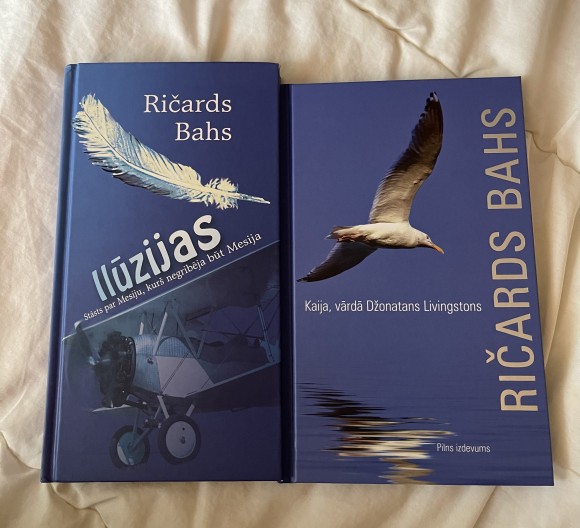 Ričards
Bahs
Ilūzijas
Stāsts par Mesiju, kurš negribēja būt Mesija
RIČARDS BAHS
Kaija, vārdā Džonatans Livingstons
Pilns izdevums